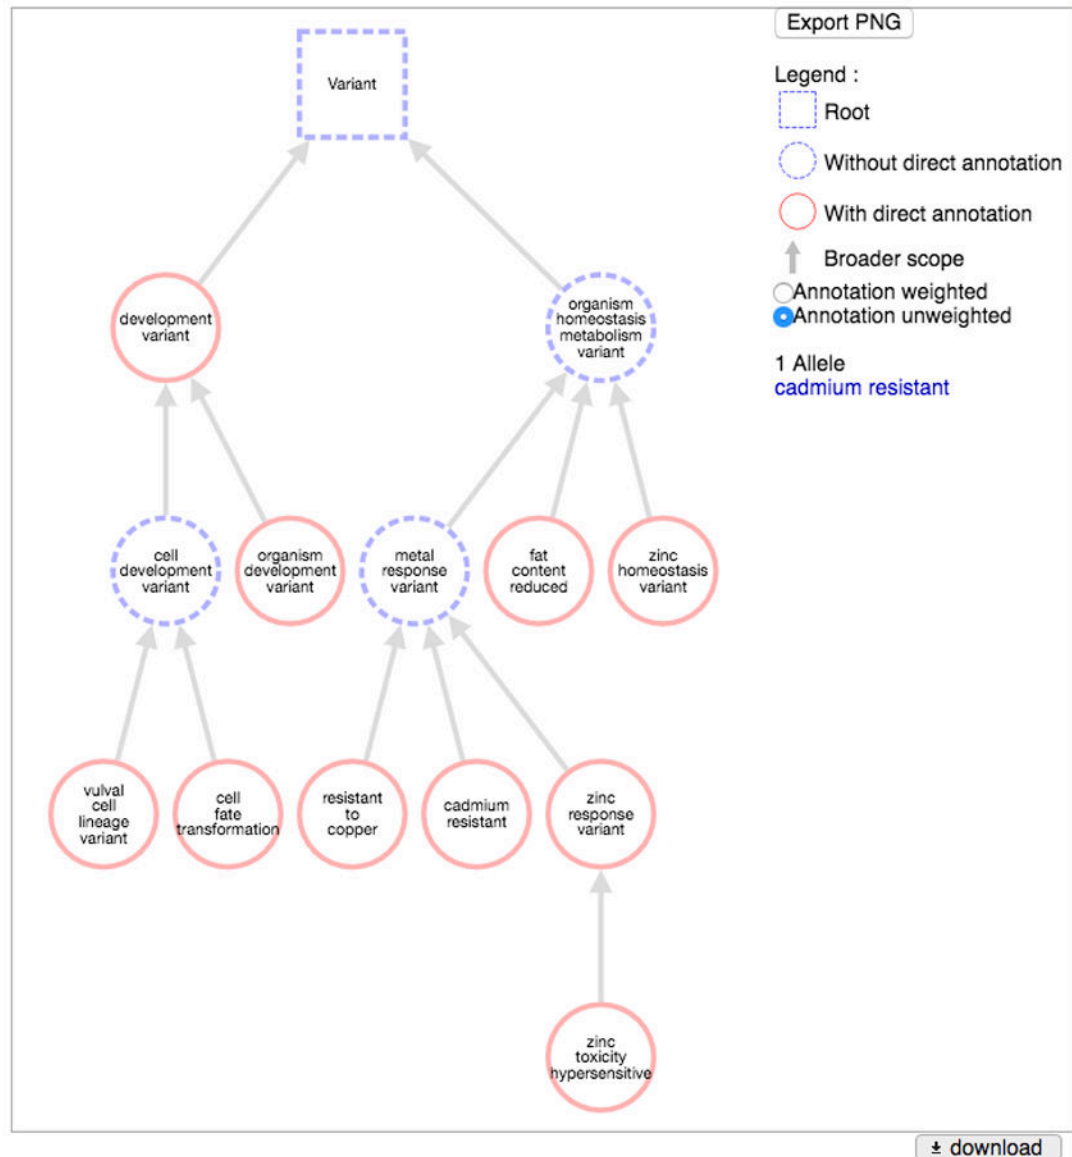 Variant
development
variant
organism
homeostasis
metabolism
variant
cell
development
variant
organism
development
variant
metal
response
variant
fat
content
reduced
zinc
homeostasis
variant
vulval
cell
lineage
variant
cell
fate
transformation
resistant
to
copper
cadmium
resistant
zinc
response
variant
zinc
toxicity
hypersensitive
Export PNG
Legend :
Root
Without direct annotation
With direct annotation
Broader scope
Annotation weighted
Annotation unweighted
1 Allele
cadmium resistant
download